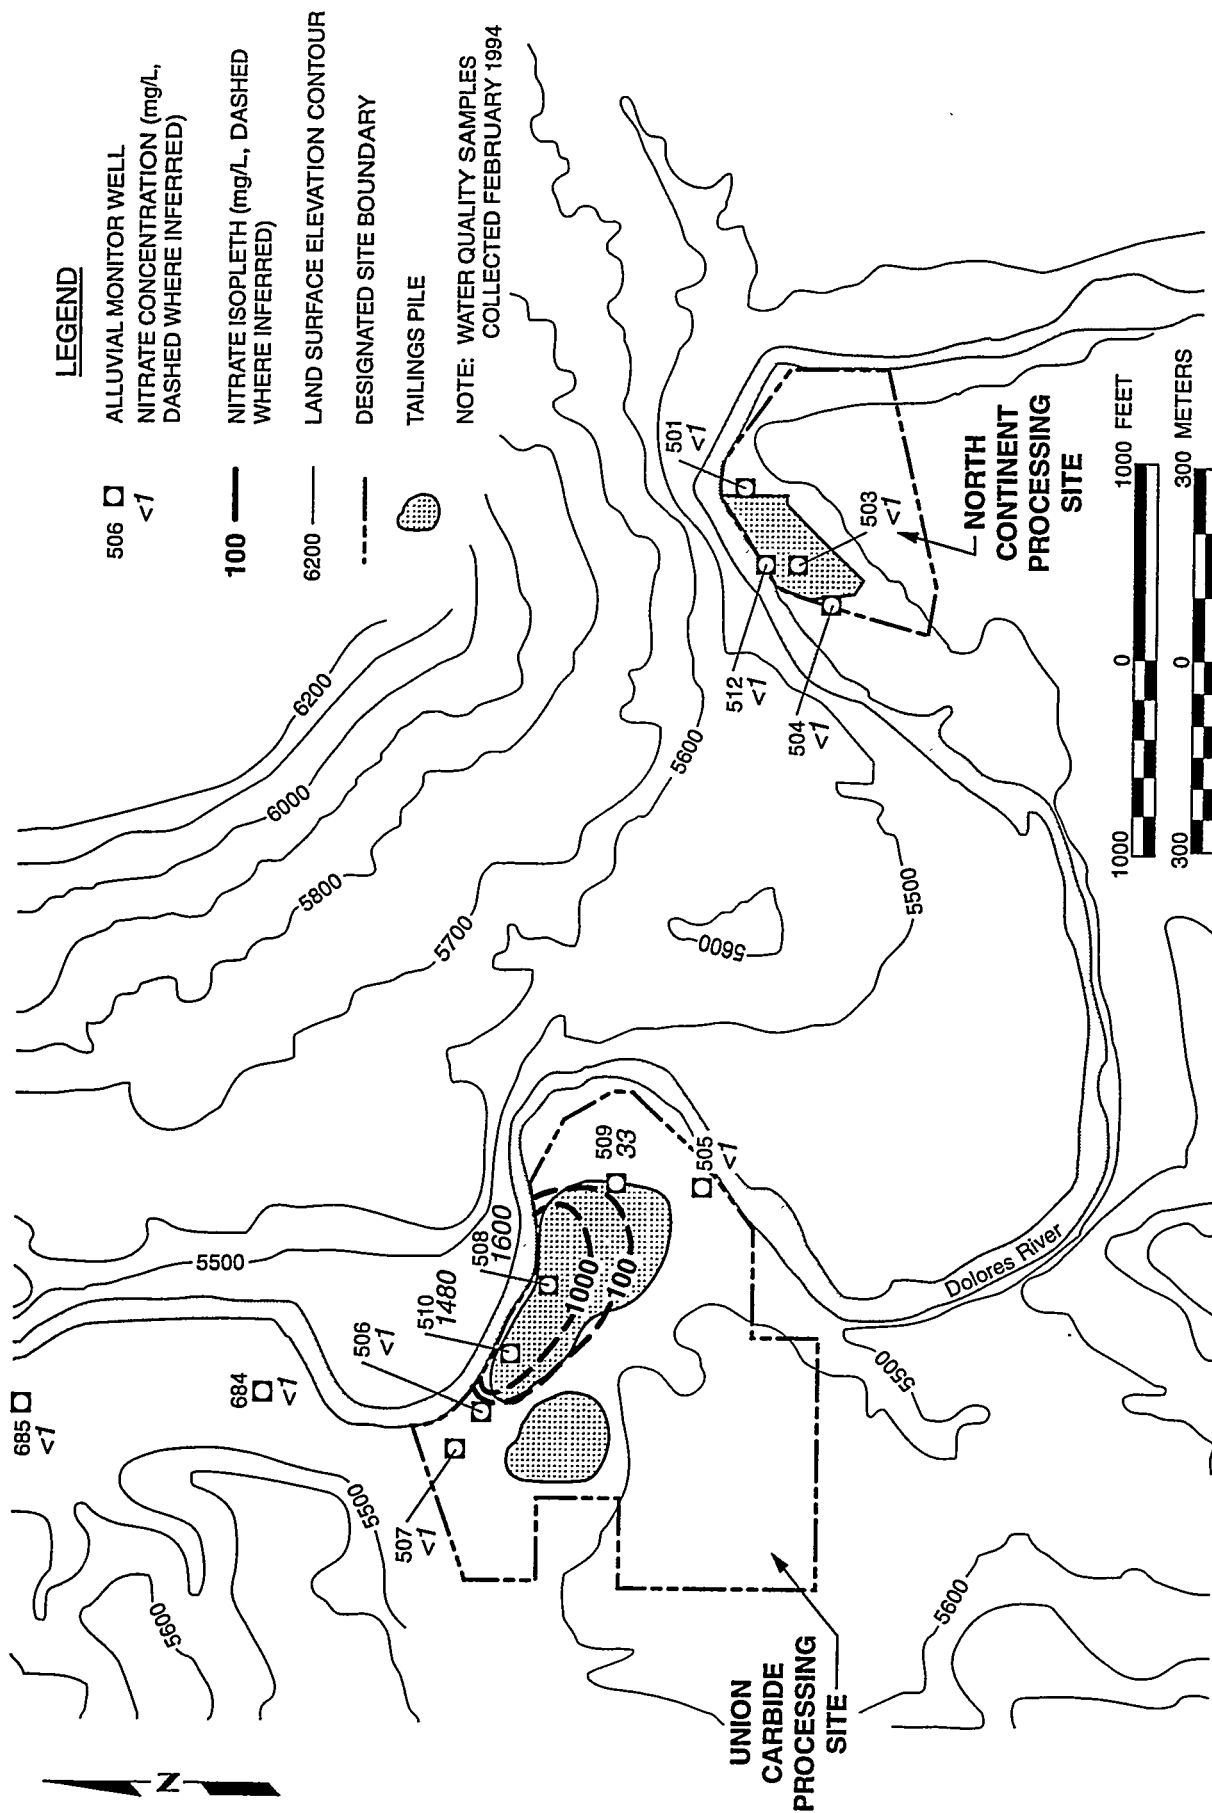 LEGEND
506
<1
ALLUVIAL MONITOR WELL
NITRATE CONCENTRATION (mg/L,
DASHED WHERE INFERRED)
100
NITRATE ISOPLETH (mg/L, DASHED
WHERE INFERRED)
6200
LAND SURFACE ELEVATION CONTOUR
DESIGNATED SITE BOUNDARY
TAILINGS PILE
NOTE: WATER QUALITY SAMPLES
COLLECTED FEBRUARY 1994
N
685
<1
684
<1
5500
6200
6000
5800
5700
5600
5600
5500
5600
5500
507
<1
506
<1
510
1480
508
1600
1000
100
509
33
505
<1
501
<1
512
<1
503
<1
504
<1
5500
5600
Dolores River
UNION
CARBIDE
PROCESSING
SITE
NORTH
CONTINENT
PROCESSING
SITE
1000 0 1000 FEET
300 0 300 METERS